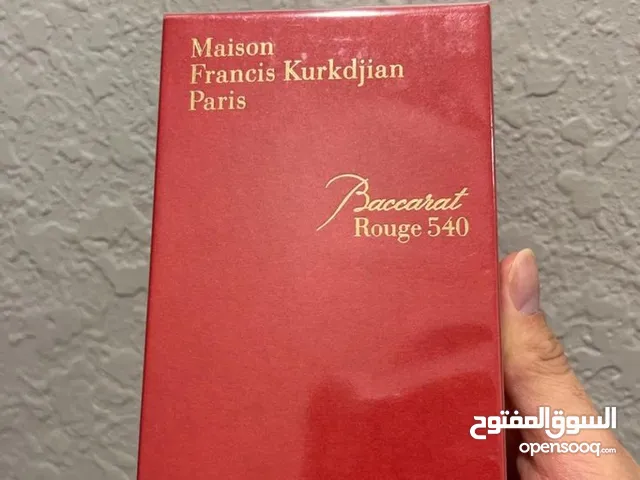 Maison
Francis Kurkdjian
Paris
Baccarat
Rouge 540
السوق المفتوح
opensooq.com